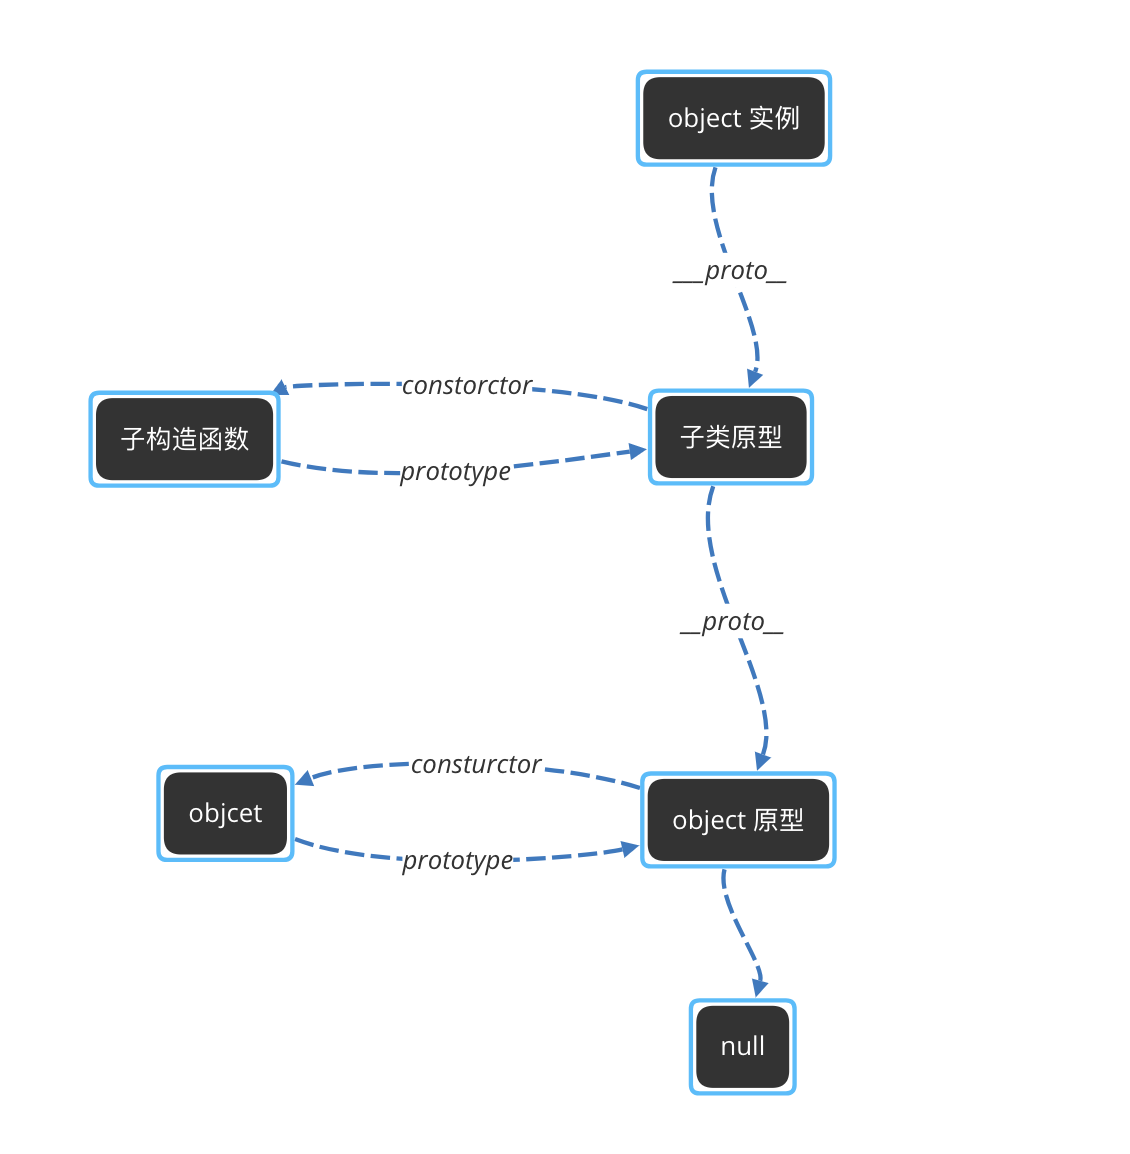 object 实例
___proto__
constorctor
子构造函数
子类原型
prototype
__proto__
consturctor
objcet
object 原型
prototype
null